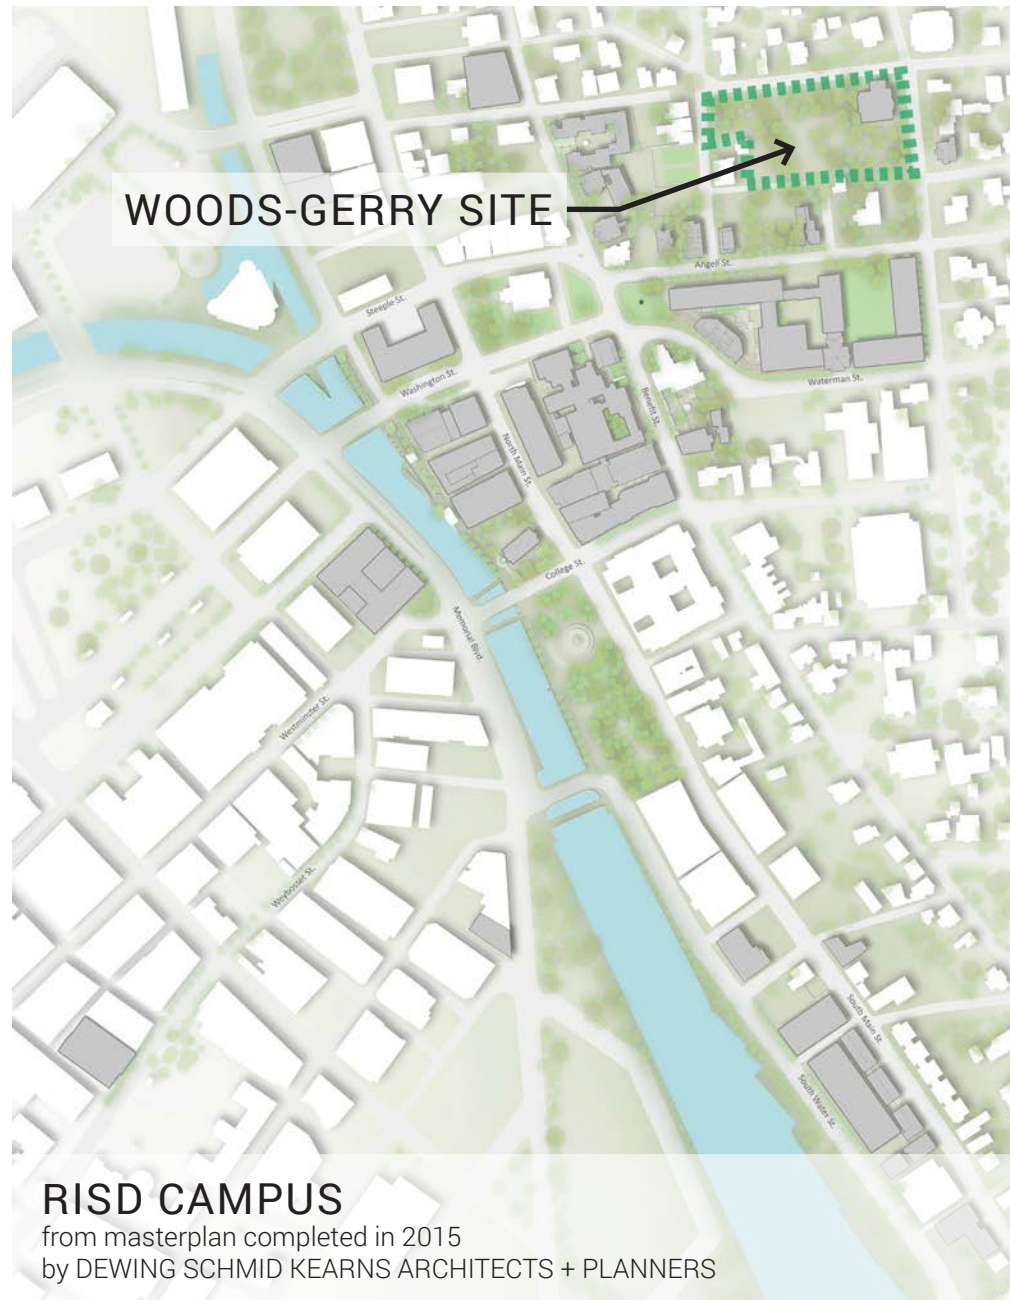 WOODS-GERRY SITE
Angell St.
Steeple St.
Washington St.
Waterman St.
Benefit St.
North Main St.
College St.
Memorial Blvd
Westminster St.
Weybosset St.
South Main St.
South Water St.
RISD CAMPUS
from masterplan completed in 2015
by DEWING SCHMID KEARNS ARCHITECTS + PLANNERS